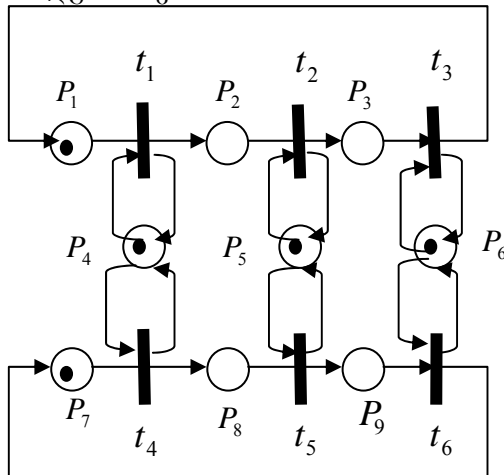 t₁ t₂ t₃
P₁ P₂ P₃
P₄ P₅ P₆
P₇ P₈ P₉
t₄ t₅ t₆